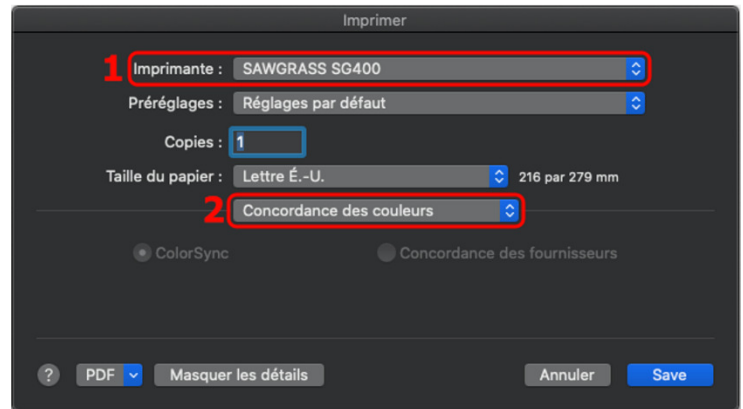 Imprimer
1 Imprimante : SAWGRASS SG400
Préréglages : Réglages par défaut
Copies : 1
Taille du papier : Lettre É.-U. 216 par 279 mm
2 Concordance des couleurs
ColorSync Concordance des fournisseurs
? PDF Masquer les détails Annuler Save